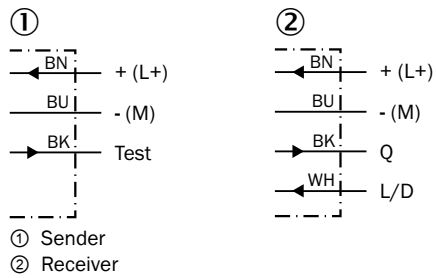 ① ②
BN + (L+) BN + (L+)
BU - (M) BU - (M)
BK Test BK Q
WH L/D
① Sender
② Receiver